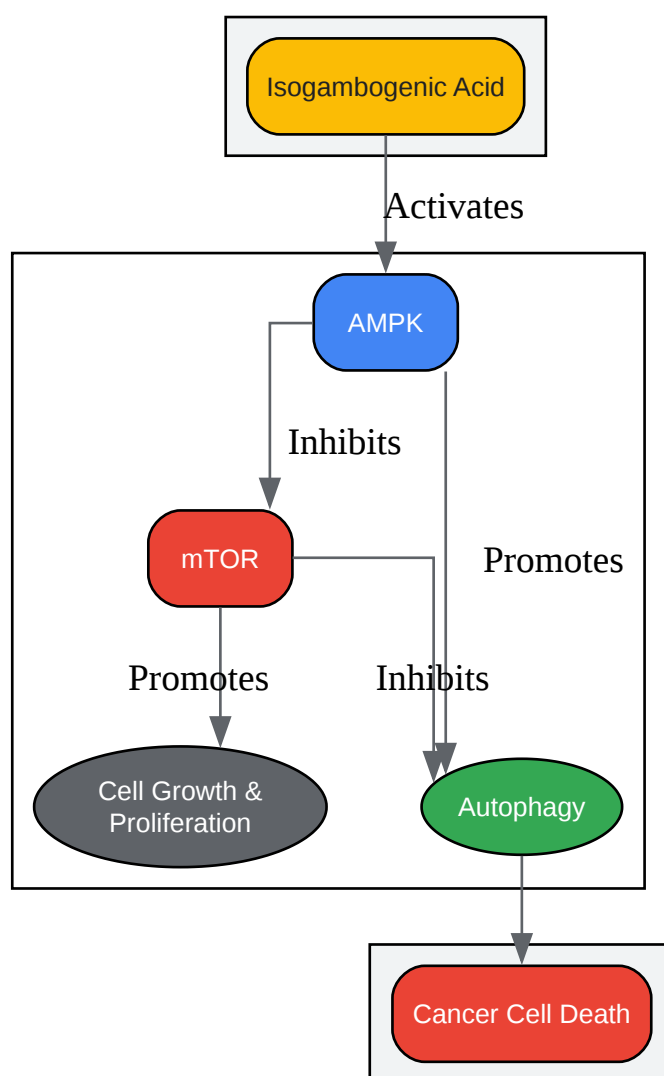 Isogambogenic Acid
Activates
AMPK
Inhibits
mTOR
Promotes
Promotes
Inhibits
Cell Growth &
Proliferation
Autophagy
Cancer Cell Death